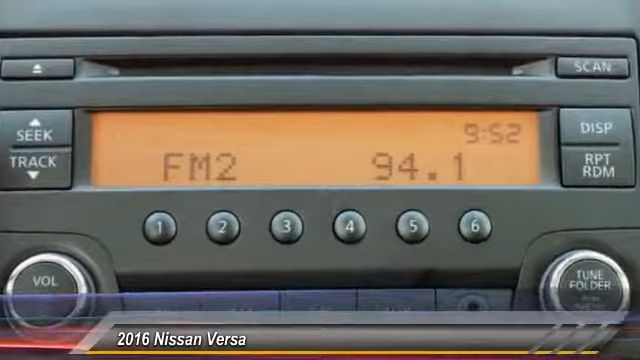 SCAN
SEEK
TRACK
9:52
FM2 94.1
DISP
RPT
RDM
1 2 3 4 5 6
VOL
TUNE
FOLDER
2016 Nissan Versa